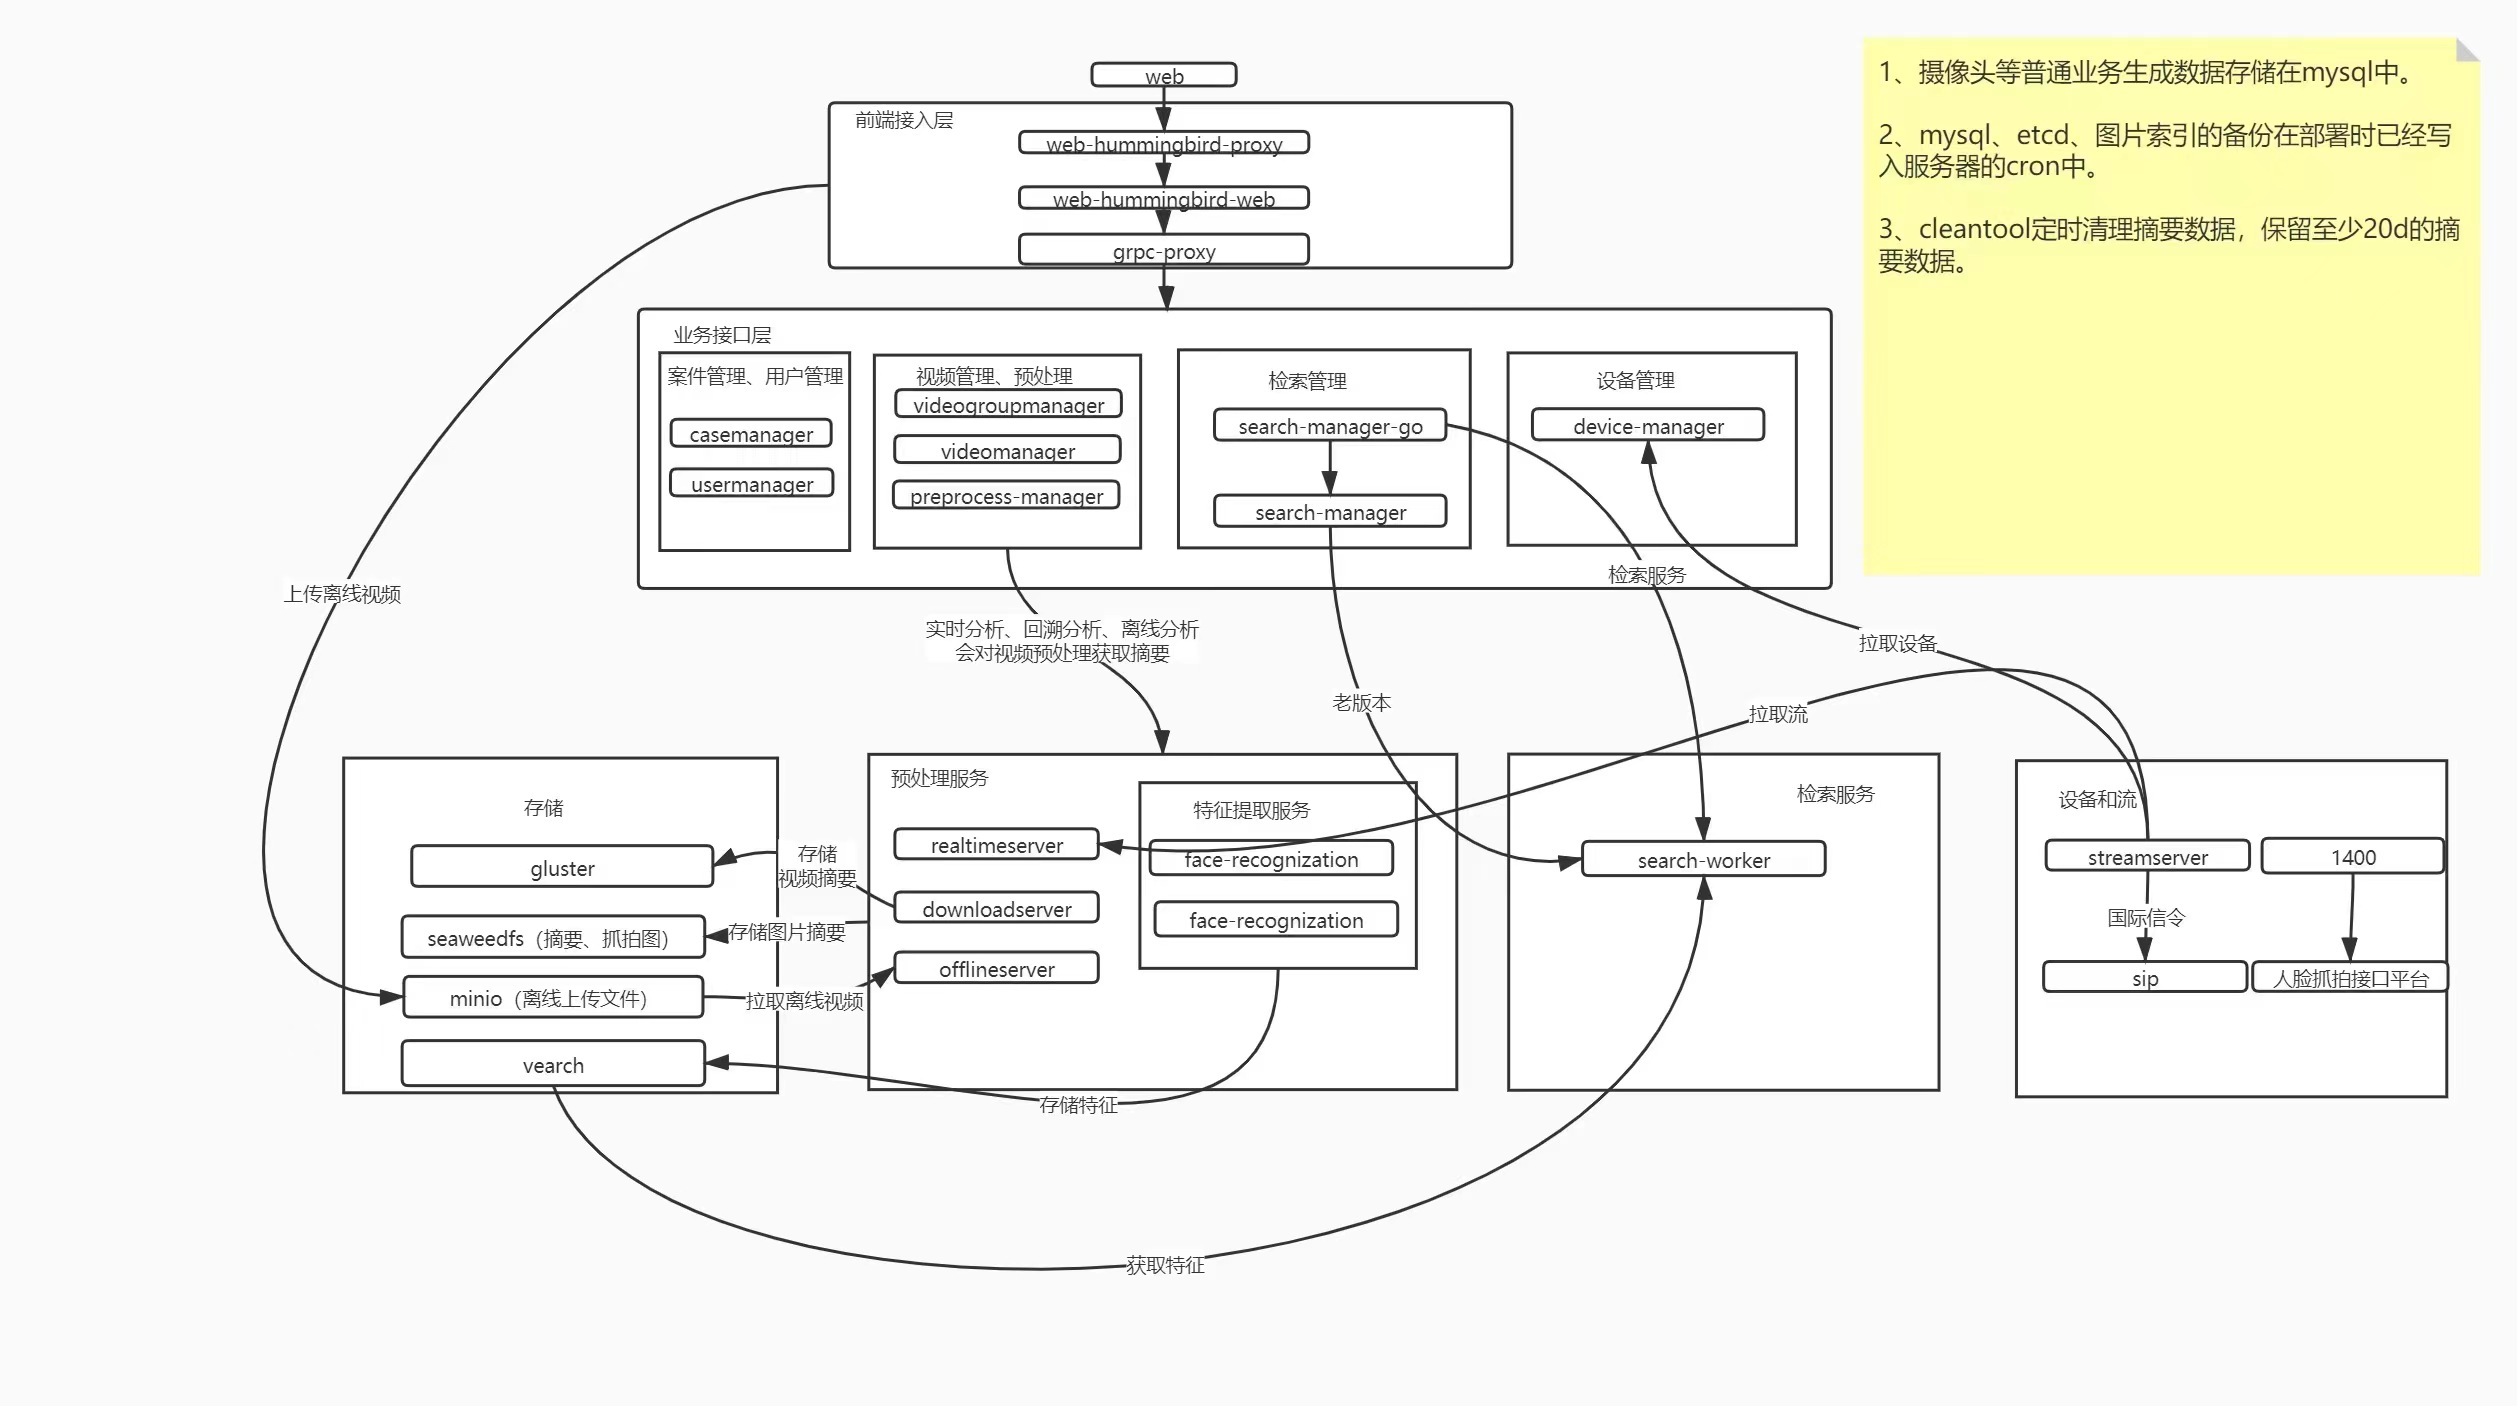 web
前端接入层
web-hummingbird-proxy
web-hummingbird-web
grpc-proxy
1、摄像头等普通业务生成数据存储在mysql中。
2、mysql、etcd、图片索引的备份在部署时已经写
入服务器的cron中。
3、cleantool定时清理摘要数据，保留至少20d的摘
要数据。
业务接口层
案件管理、用户管理
casemanager
usermanager
视频管理、预处理
videogroupmanager
videomanager
preprocess-manager
检索管理
search-manager-go
search-manager
设备管理
device-manager
上传离线视频
实时分析、回溯分析、离线分析
会对视频预处理获取摘要
检索服务
老版本
拉取设备
拉取流
存储
gluster
seaweedfs（摘要、抓拍图）
minio（离线上传文件）
vearch
存储
视频摘要
存储图片摘要
拉取离线视频
预处理服务
realtimeserver
downloadserver
offlineserver
特征提取服务
face-recognization
face-recognization
存储特征
检索服务
search-worker
设备和流
streamserver
1400
国际信令
sip
人脸抓拍接口平台
获取特征